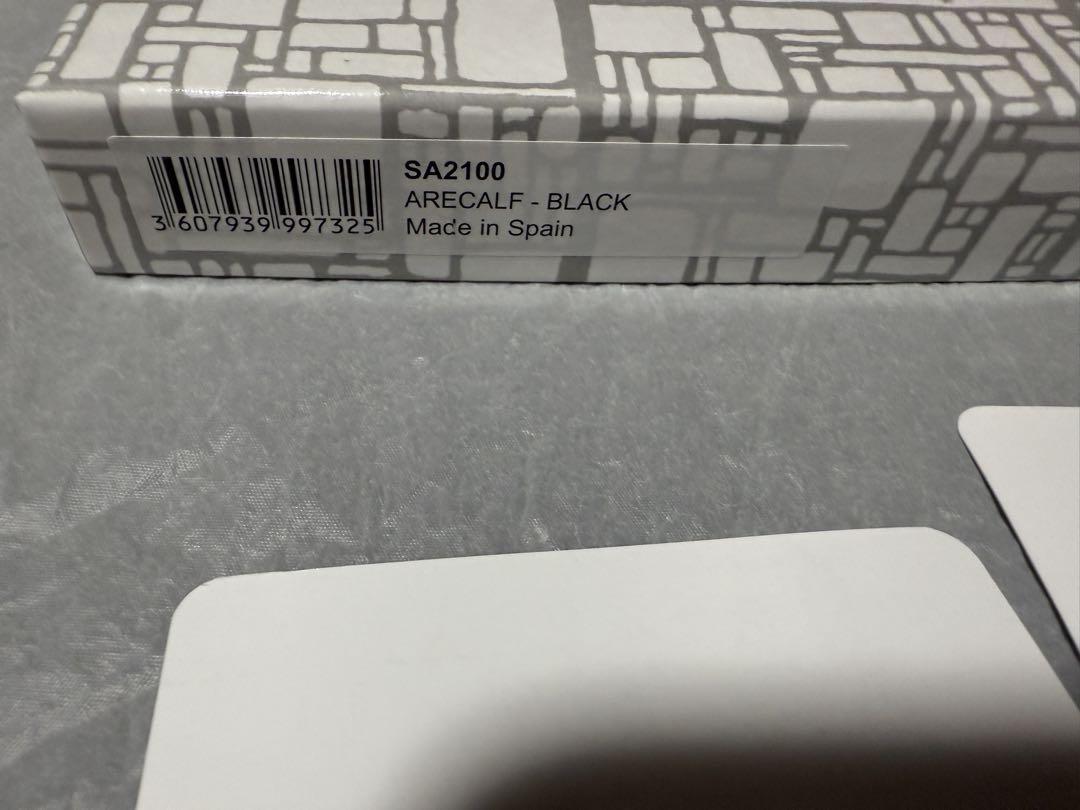 SA2100
ARECALF - BLACK
Made in Spain
3 607939 997325